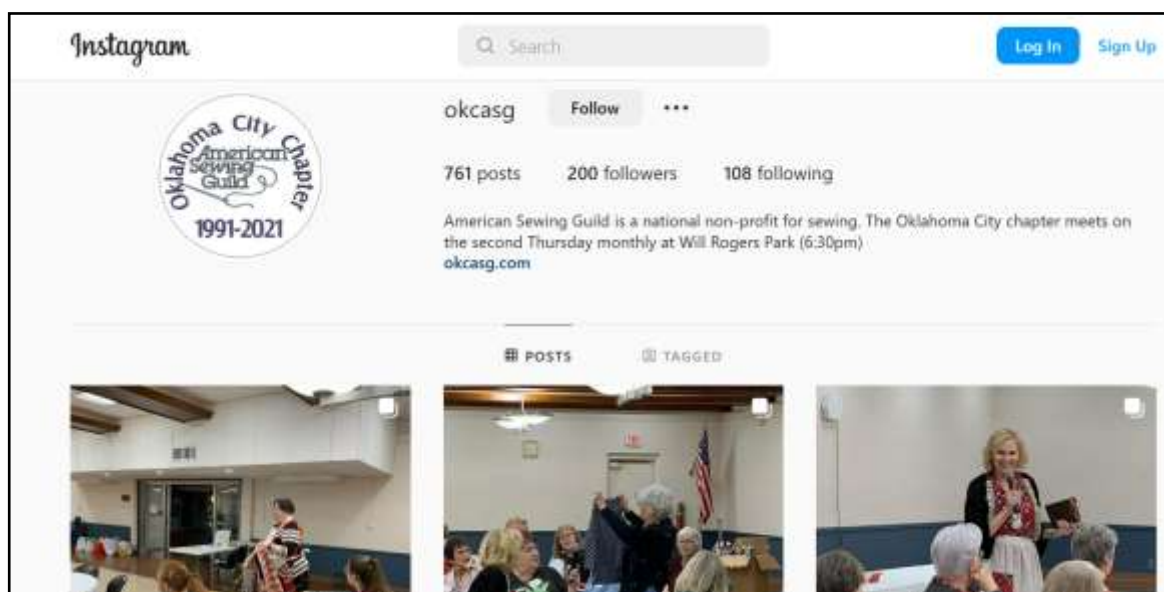 Instagram
Search
Log In
Sign Up
Oklahoma City Chapter
American
Sewing
Guild
1991-2021
okcasg
Follow
761 posts
200 followers
108 following
American Sewing Guild is a national non-profit for sewing. The Oklahoma City chapter meets on
the second Thursday monthly at Will Rogers Park (6:30pm)
okcasg.com
POSTS
TAGGED